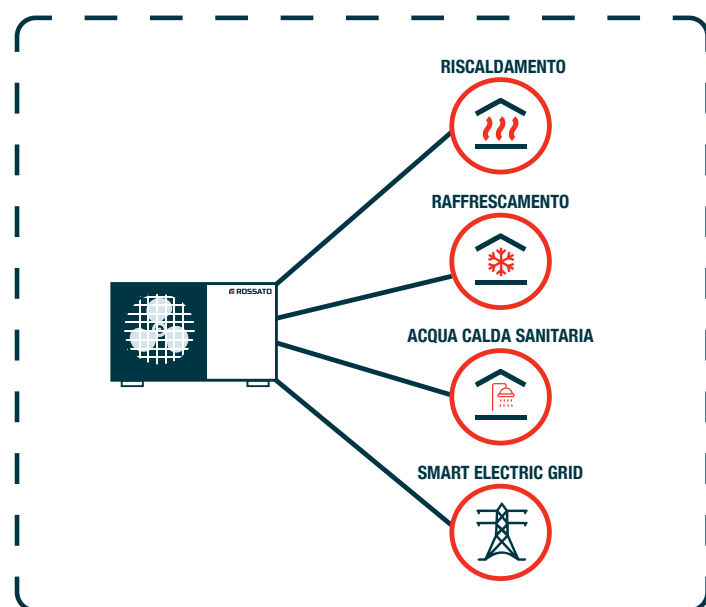 RISCALDAMENTO
RAFFRESCAMENTO
ROSSATO
ACQUA CALDA SANITARIA
SMART ELECTRIC GRID